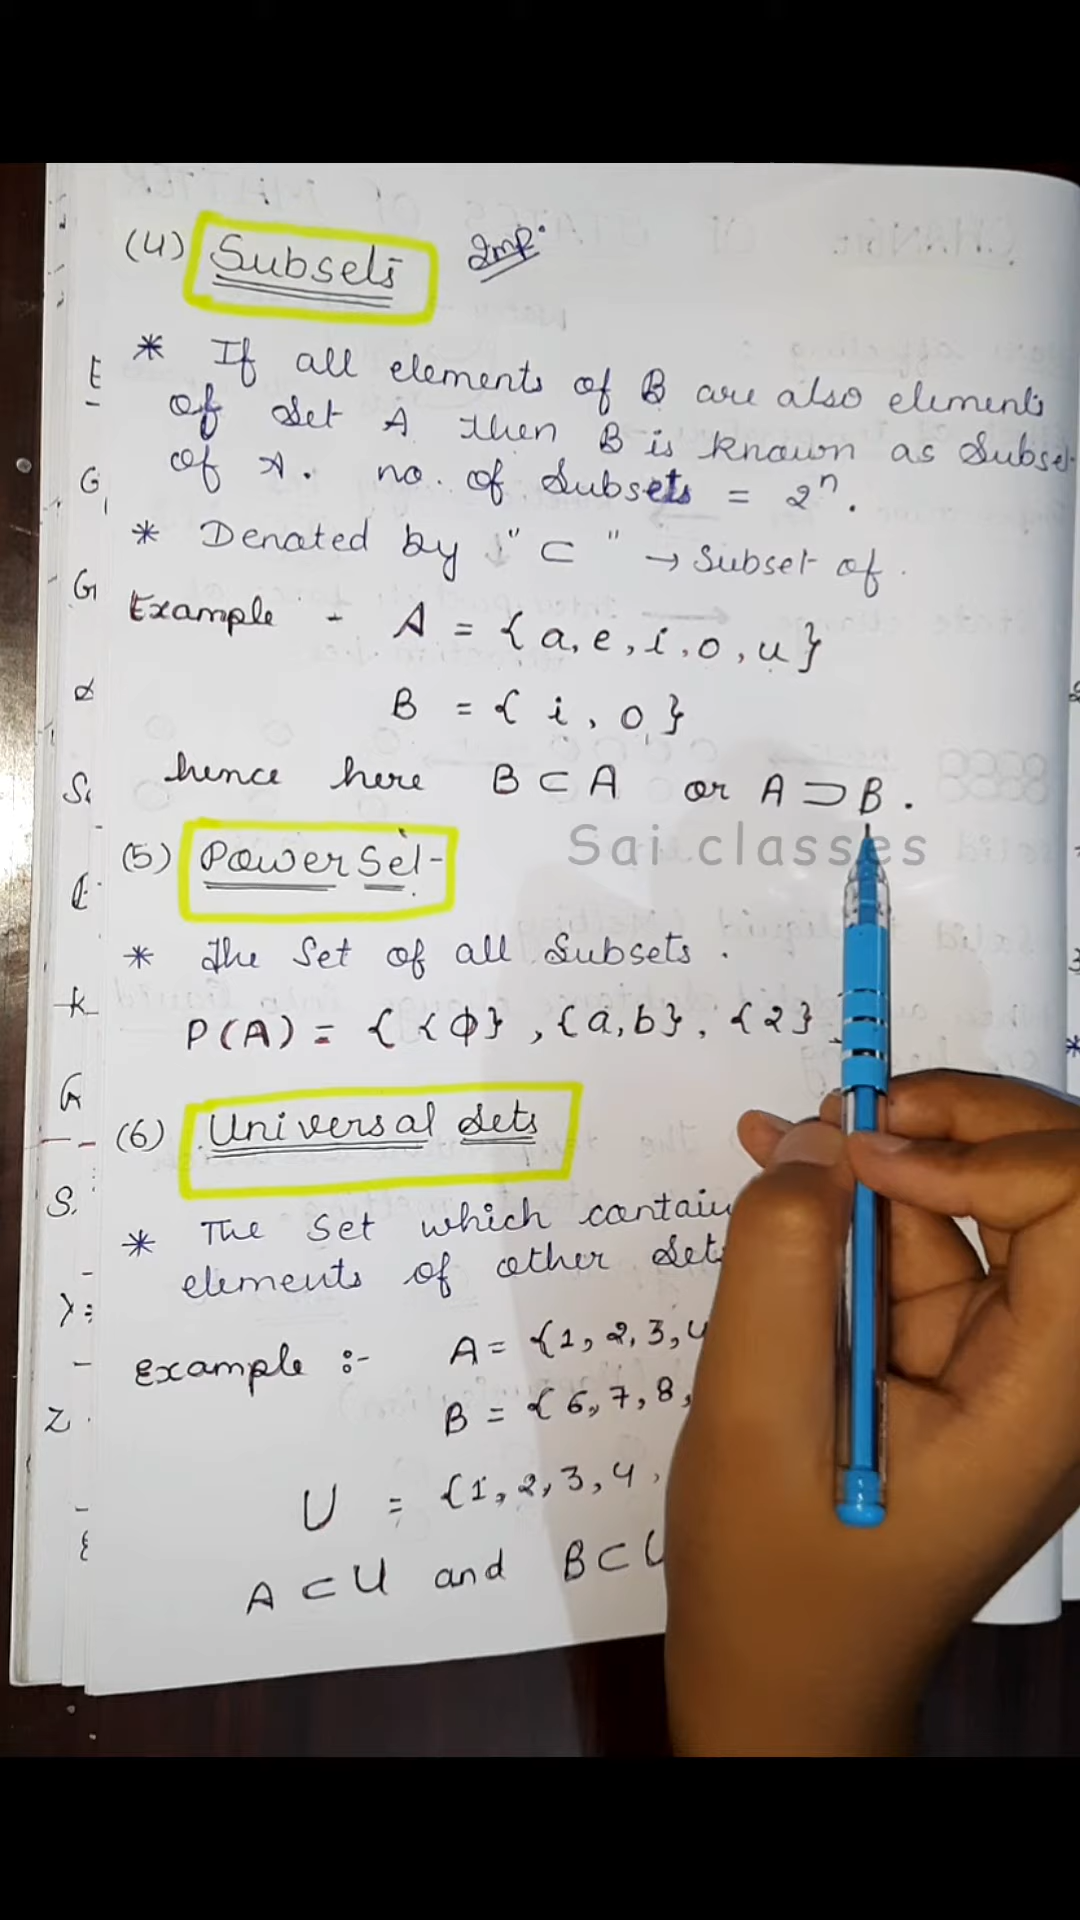 (4) Subsets Imp.
* If all elements of B are also elements
of set A then B is known as Subset
of A. no. of Subsets = 2ⁿ.
* Denated by "⊂" → Subset of.
Example - A = {a, e, i, o, u}
B = { i, o }
hence here B ⊂ A or A ⊃ B.
Sai classes
(5) Power Set
* The Set of all Subsets.
P(A) = { {ϕ}, {a, b}, {2}
(6) Universal Sets
* The set which contain
elements of other sets
Example :- A = {1, 2, 3, 4
B = {6, 7, 8,
U = {1, 2, 3, 4,
A ⊂ U and B ⊂ U